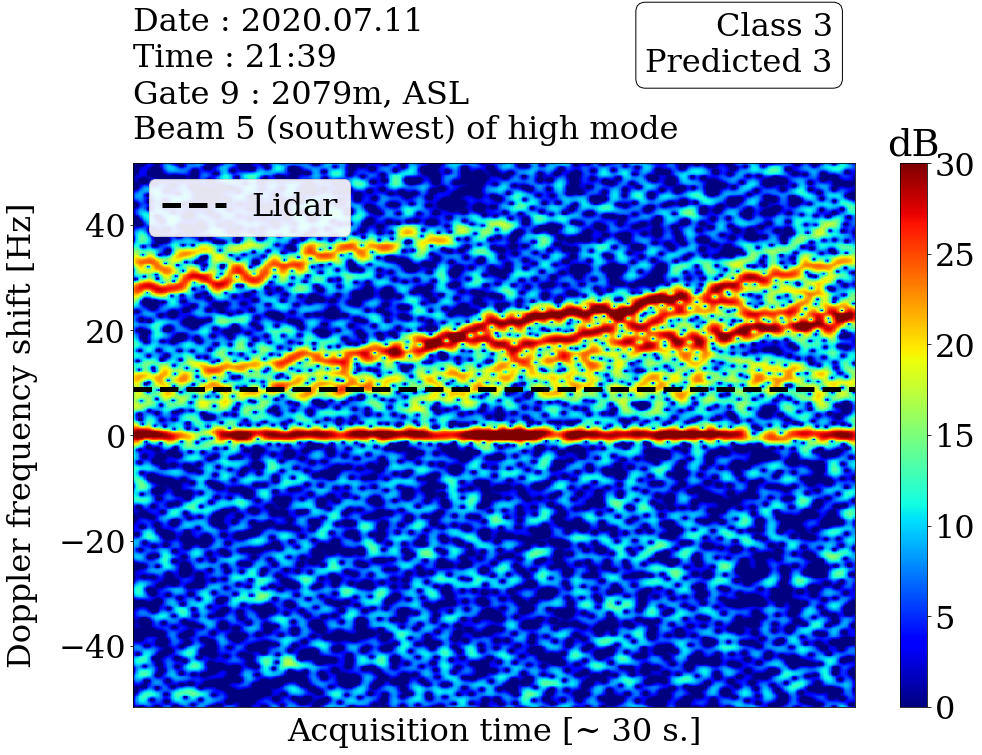 Date : 2020.07.11
Time : 21:39
Gate 9 : 2079m, ASL
Beam 5 (southwest) of high mode
Class 3
Predicted 3
dB
Lidar
Doppler frequency shift [Hz]
40
20
0
−20
−40
30
25
20
15
10
5
0
Acquisition time [~ 30 s.]